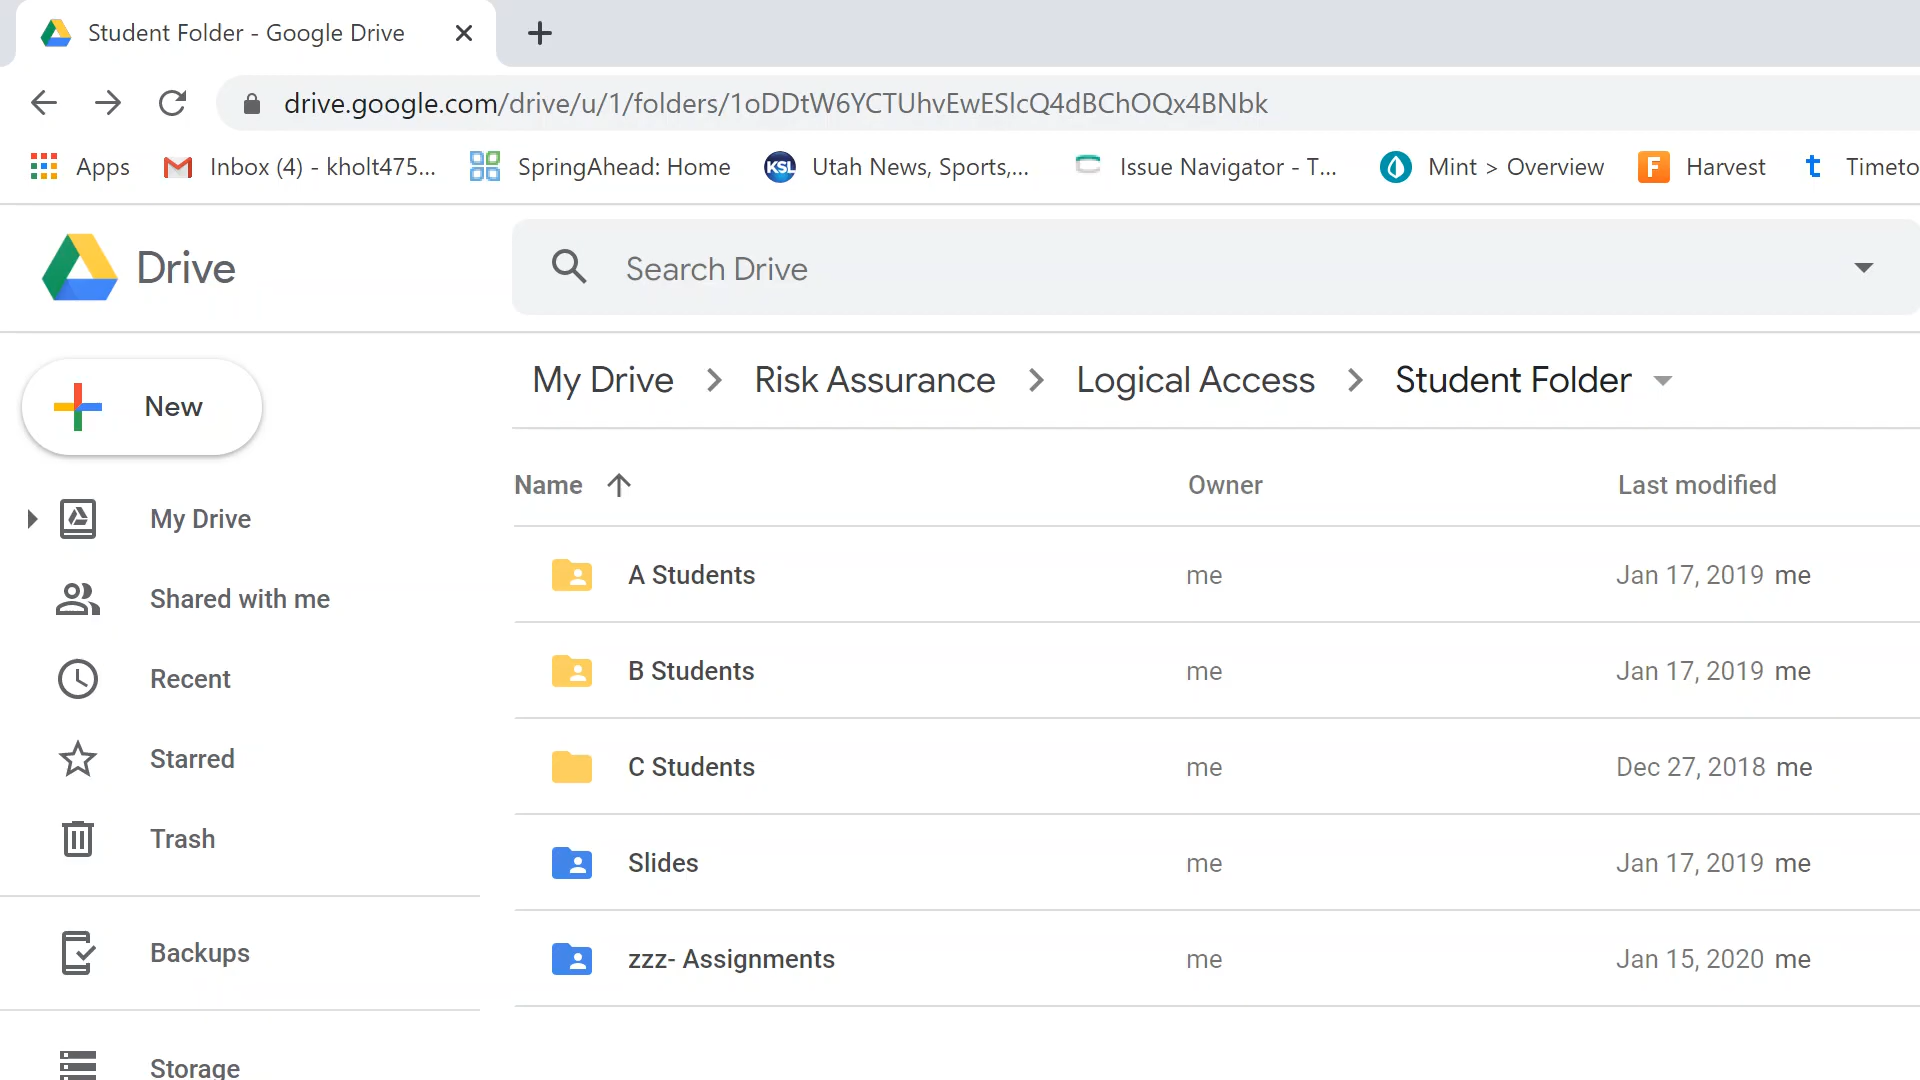 Student Folder - Google Drive
drive.google.com/drive/u/1/folders/1oDDtW6YCTUhvEwESlcQ4dBChOQx4BNbk
Apps Inbox (4) - kholt475... SpringAhead: Home KSL Utah News, Sports,... Issue Navigator - T... Mint > Overview F Harvest t Timeto
Drive Search Drive
New
My Drive > Risk Assurance > Logical Access > Student Folder
Name Owner Last modified
My Drive
Shared with me
Recent
Starred
Trash
Backups
Storage
A Students me Jan 17, 2019 me
B Students me Jan 17, 2019 me
C Students me Dec 27, 2018 me
Slides me Jan 17, 2019 me
zzz- Assignments me Jan 15, 2020 me